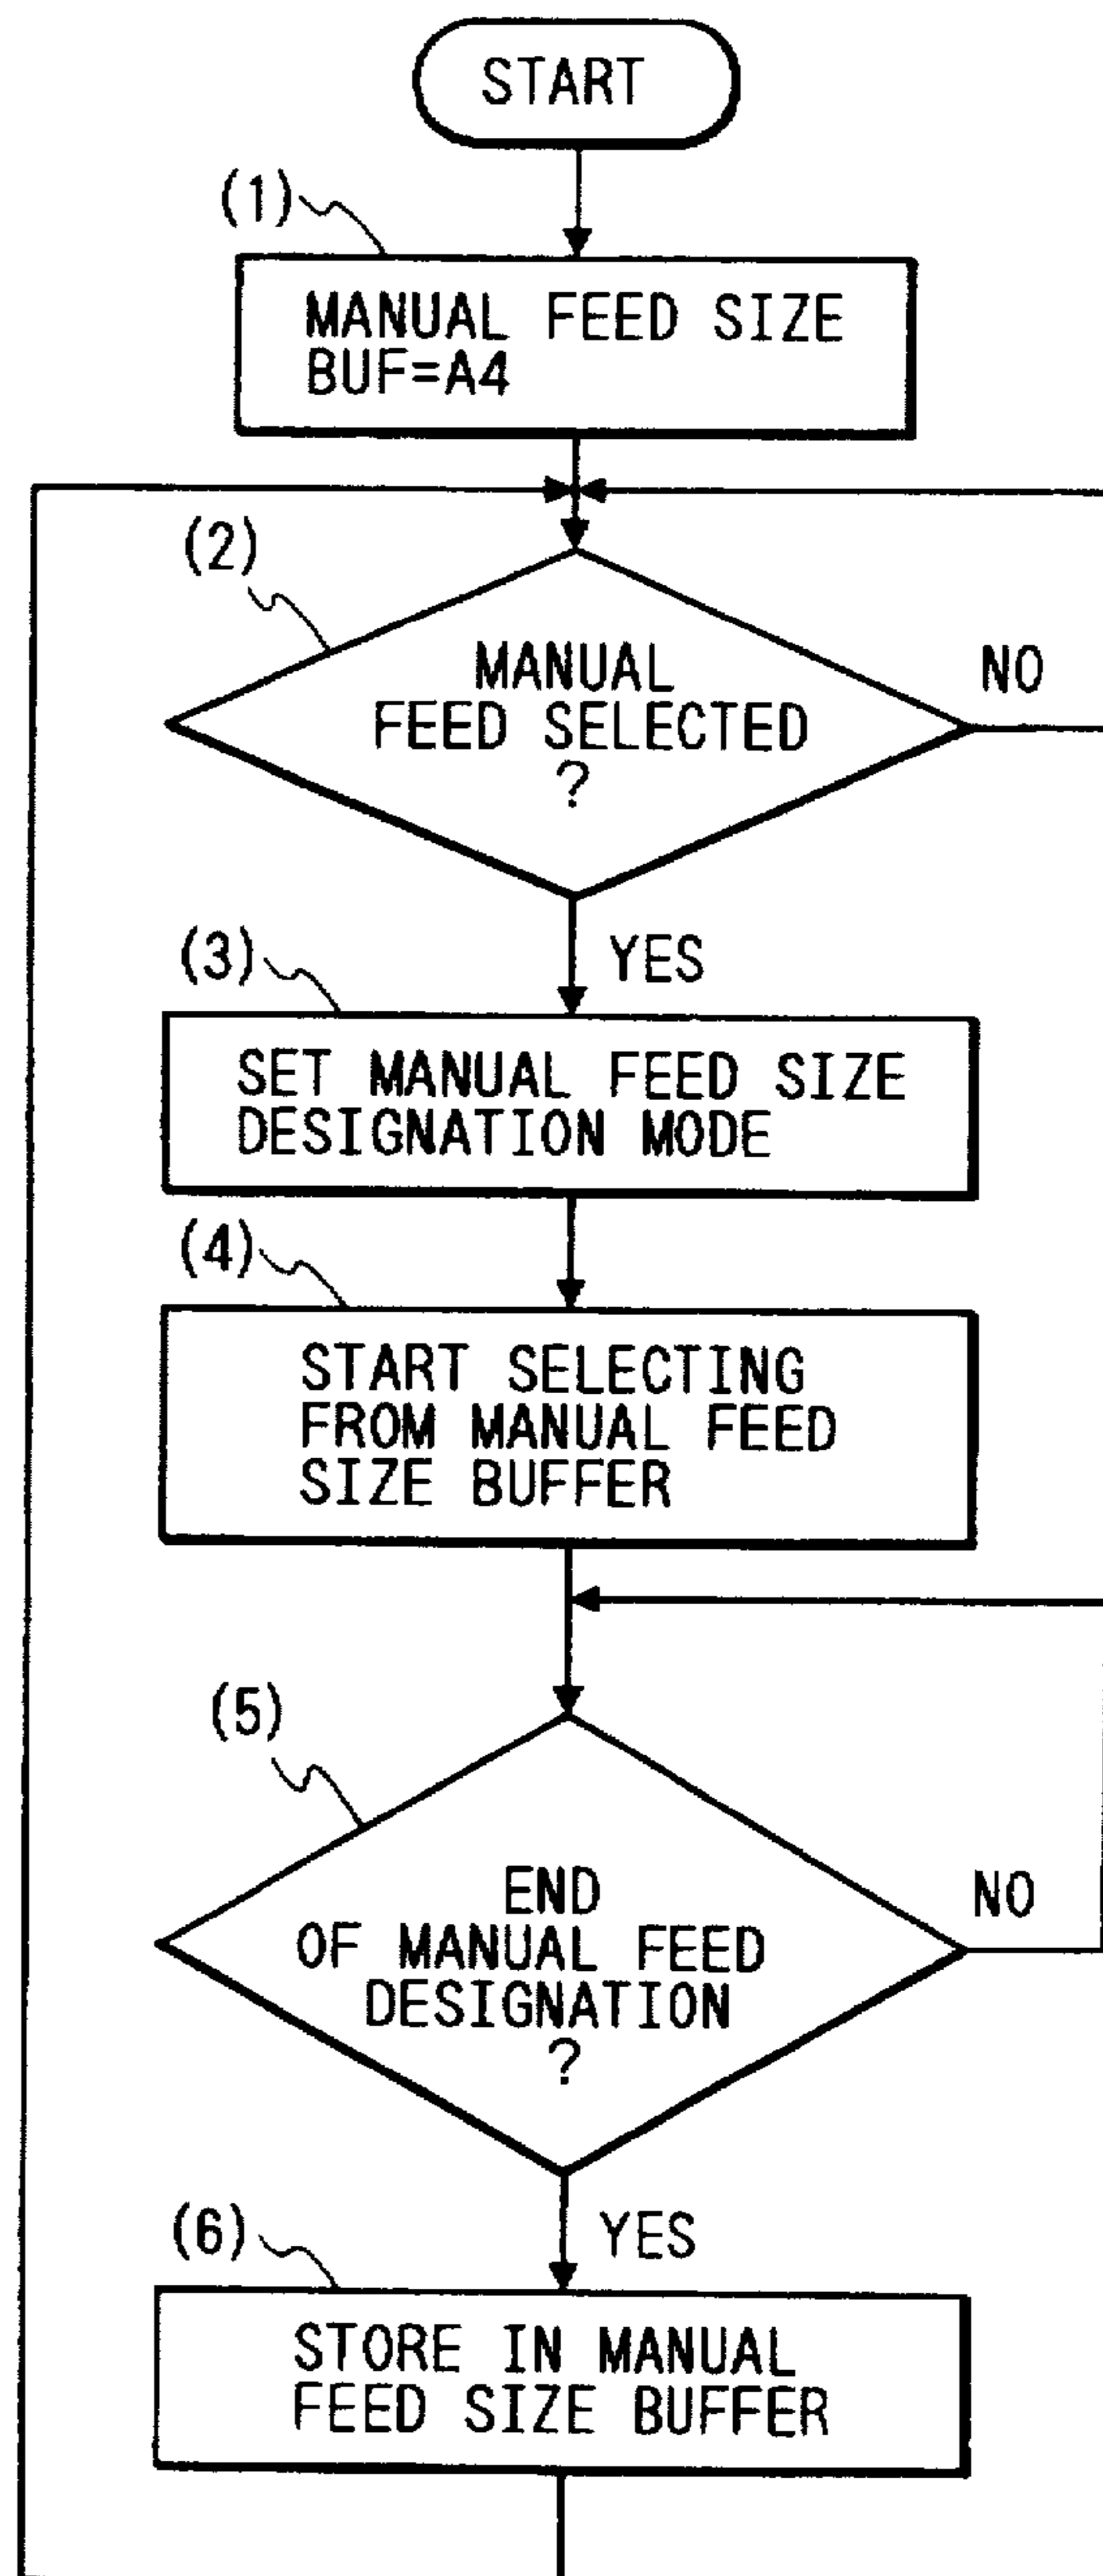 START
(1)
MANUAL FEED SIZE
BUF=A4
(2)
MANUAL
FEED SELECTED
?
NO
YES
(3)
SET MANUAL FEED SIZE
DESIGNATION MODE
(4)
START SELECTING
FROM MANUAL FEED
SIZE BUFFER
(5)
END
OF MANUAL FEED
DESIGNATION
?
NO
YES
(6)
STORE IN MANUAL
FEED SIZE BUFFER